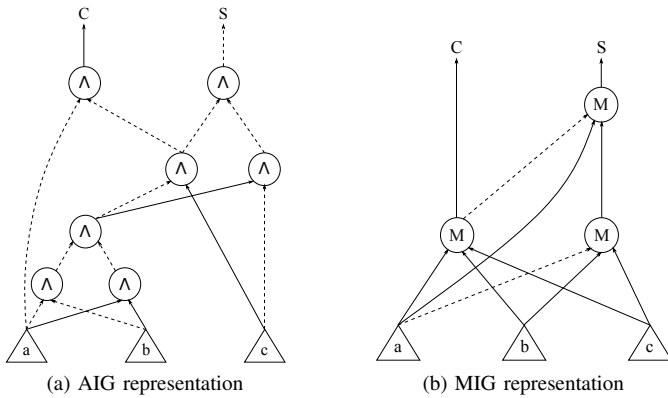 C S
Λ Λ
Λ Λ
Λ
Λ Λ
a b c
(a) AIG representation
C S
M
M M
a b c
(b) MIG representation